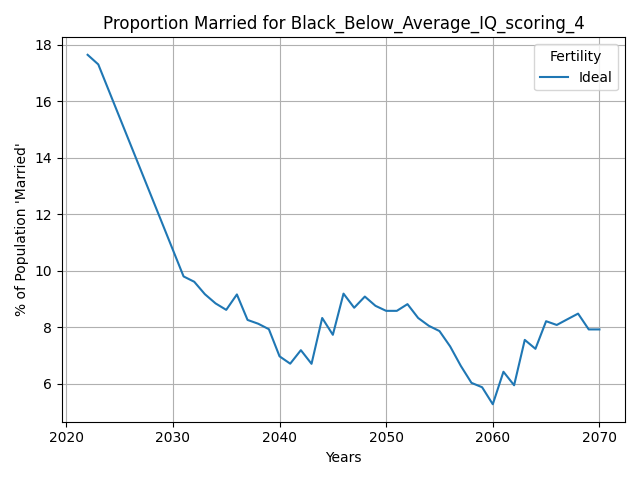 Proportion Married for Black_Below_Average_IQ_scoring_4
% of Population 'Married'
18
16
14
12
10
8
6
Fertility
Ideal
2020 2030 2040 2050 2060 2070
Years